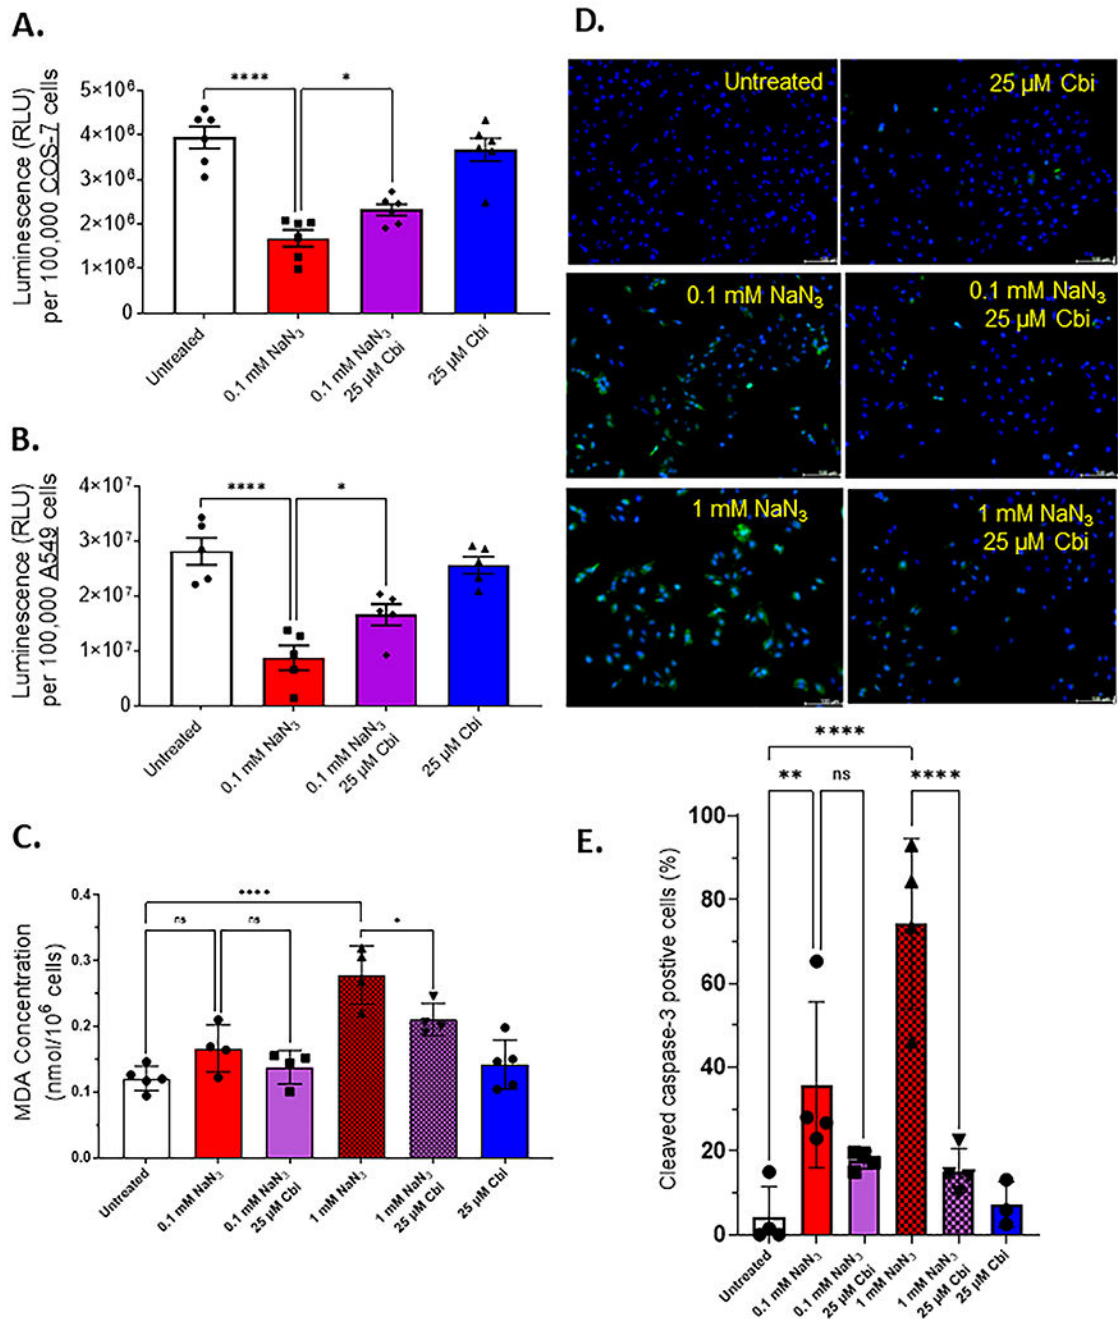 A.
Luminescence (RLU)
per 100,000 COS-7 cells
5×10⁶
4×10⁶
3×10⁶
2×10⁶
1×10⁶
0
****
*
Untreated
0.1 mM NaN₃
0.1 mM NaN₃
25 µM Cbi
25 µM Cbi
B.
Luminescence (RLU)
per 100,000 A549 cells
4×10⁷
3×10⁷
2×10⁷
1×10⁷
0
****
*
Untreated
0.1 mM NaN₃
0.1 mM NaN₃
25 µM Cbi
25 µM Cbi
C.
MDA Concentration
(nmol/10⁶ cells)
0.4
0.3
0.2
0.1
0.0
****
ns
ns
*
Untreated
0.1 mM NaN₃
0.1 mM NaN₃
25 µM Cbi
1 mM NaN₃
1 mM NaN₃
25 µM Cbi
25 µM Cbi
D.
Untreated
25 µM Cbi
0.1 mM NaN₃
0.1 mM NaN₃
25 µM Cbi
1 mM NaN₃
1 mM NaN₃
25 µM Cbi
E.
Cleaved caspase-3 postive cells (%)
100
80
60
40
20
0
****
**
ns
****
Untreated
0.1 mM NaN₃
0.1 mM NaN₃
25 µM Cbi
1 mM NaN₃
1 mM NaN₃
25 µM Cbi
25 µM Cbi